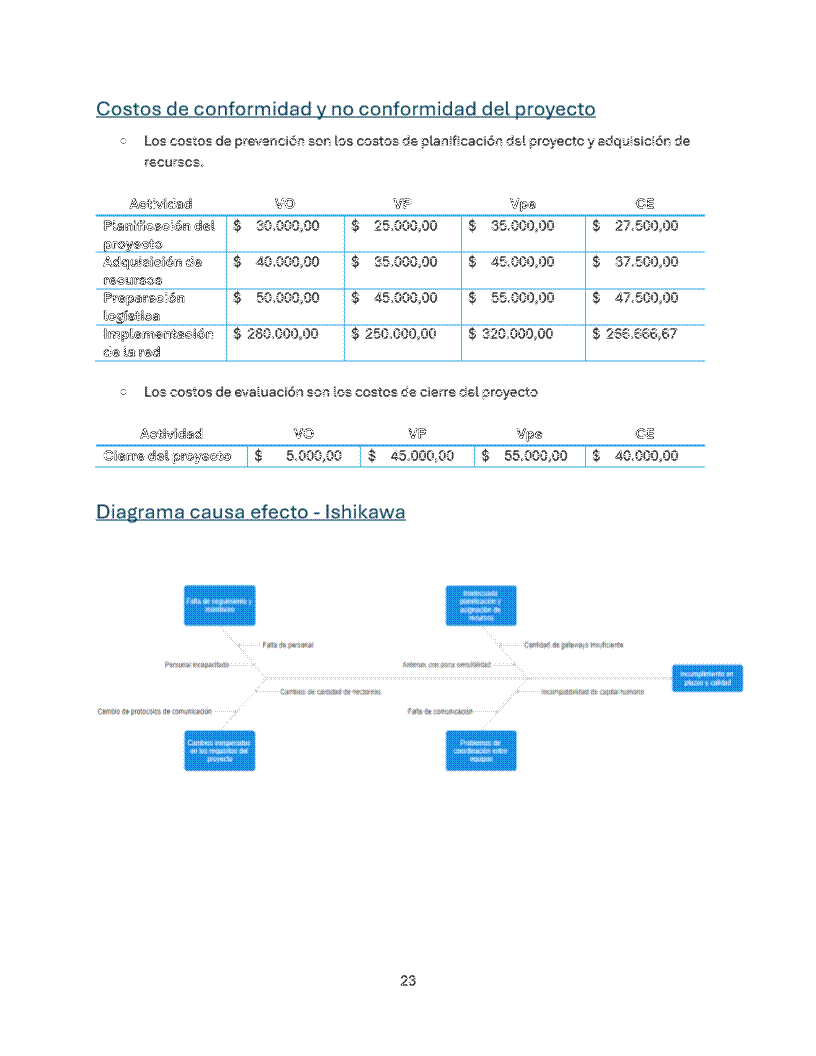 Costos de conformidad y no conformidad del proyecto
○ Los costos de prevención son los costos de planificación del proyecto y adquisición de
recursos.
Actividad VO VP Vpe CE
Planificación del $ 30.000,00 $ 25.000,00 $ 35.000,00 $ 27.500,00
proyecto
Adquisición de $ 40.000,00 $ 35.000,00 $ 45.000,00 $ 37.500,00
recursos
Preparación $ 50.000,00 $ 45.000,00 $ 55.000,00 $ 47.500,00
logística
Implementación $ 280.000,00 $ 250.000,00 $ 320.000,00 $ 266.666,67
de la red
○ Los costos de evaluación son los costos de cierre del proyecto
Actividad VO VP Vpe CE
Cierre del proyecto $ 5.000,00 $ 45.000,00 $ 55.000,00 $ 40.000,00
Diagrama causa efecto - Ishikawa
Falta de seguimiento y
monitoreo
Inadecuada
planificación y
asignación de
recursos
Falta de personal
Cantidad de gateways insuficiente
Personal incapacitado
Antenas con poca sensibilidad
Incumplimiento en
plazos y calidad
Cambios de cantidad de nectarinas
Incompatibilidad de capital humano
Cambio de protocolos de comunicación
Falta de comunicación
Cambios inesperados
en los requisitos del
proyecto
Problemas de
coordinación entre
equipos
23